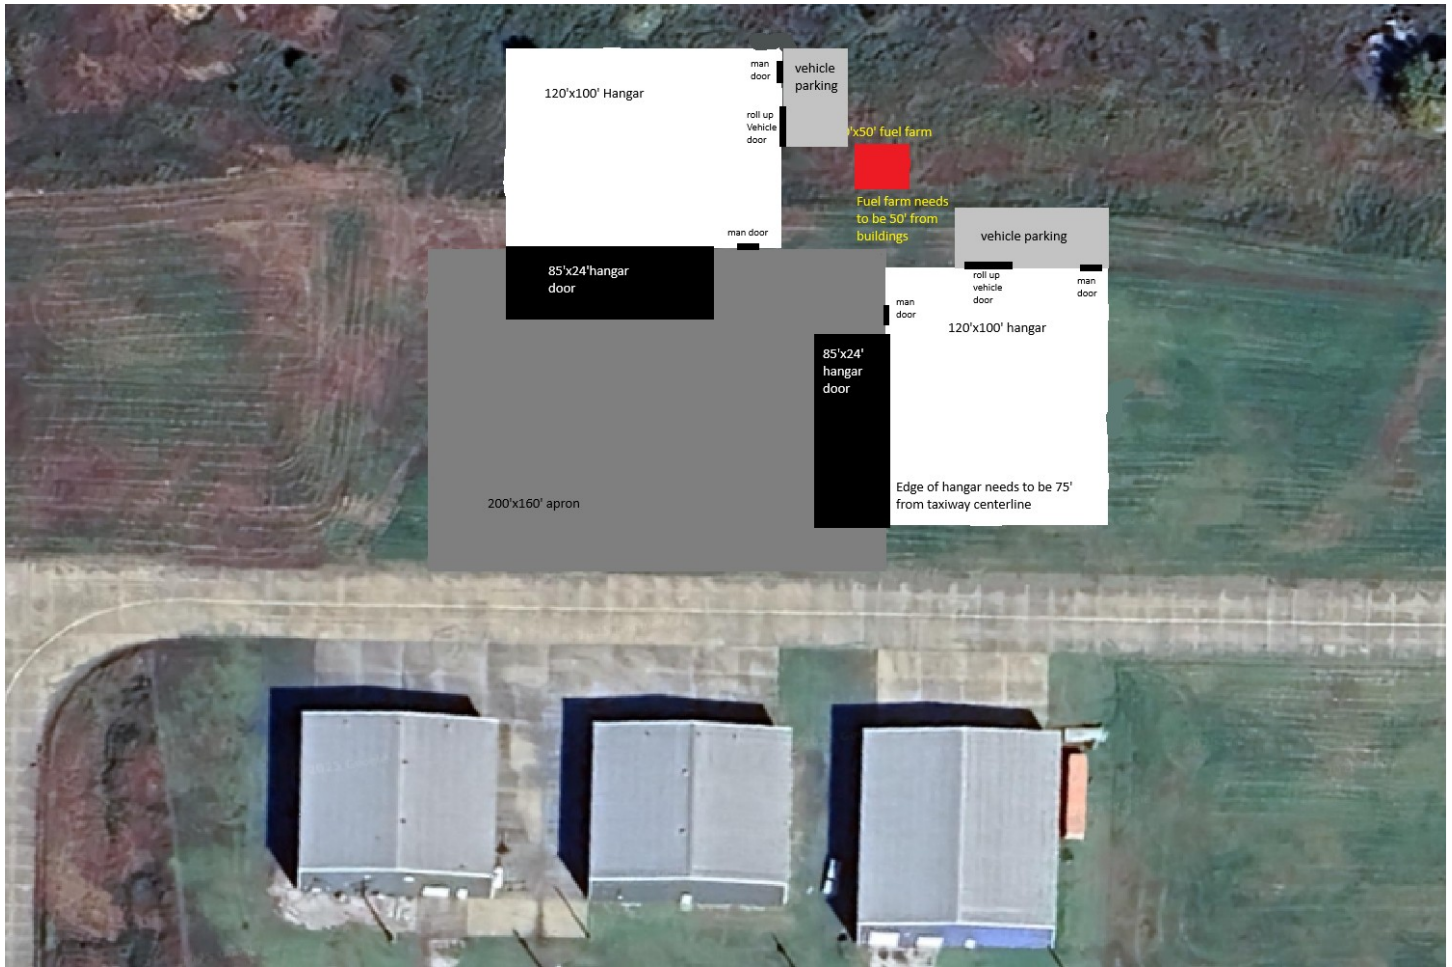 man
door
vehicle
parking
120'x100' Hangar
roll up
Vehicle
door
'x50' fuel farm
Fuel farm needs
to be 50' from
buildings
man door
vehicle parking
85'x24'hangar
door
roll up
vehicle
door
man
door
man
door
120'x100' hangar
85'x24'
hangar
door
Edge of hangar needs to be 75'
from taxiway centerline
200'x160' apron